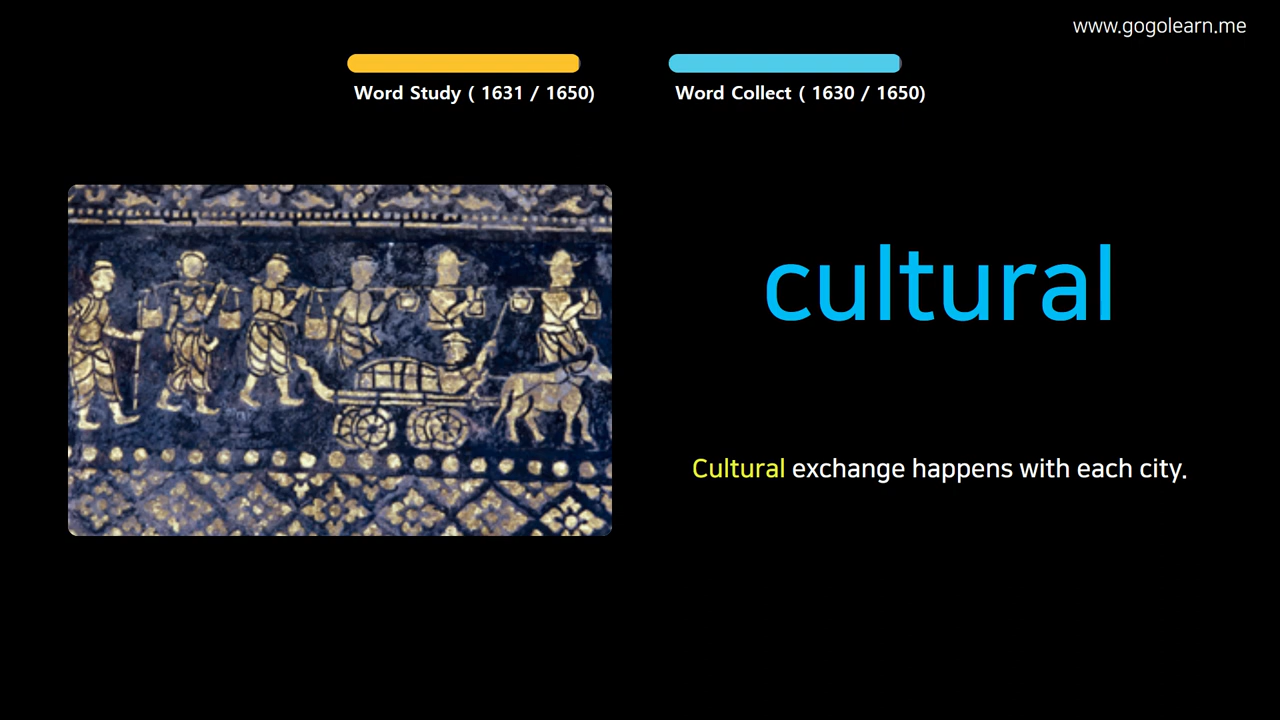 www.gogolearn.me
Word Study ( 1631 / 1650)
Word Collect ( 1630 / 1650)
cultural
Cultural exchange happens with each city.